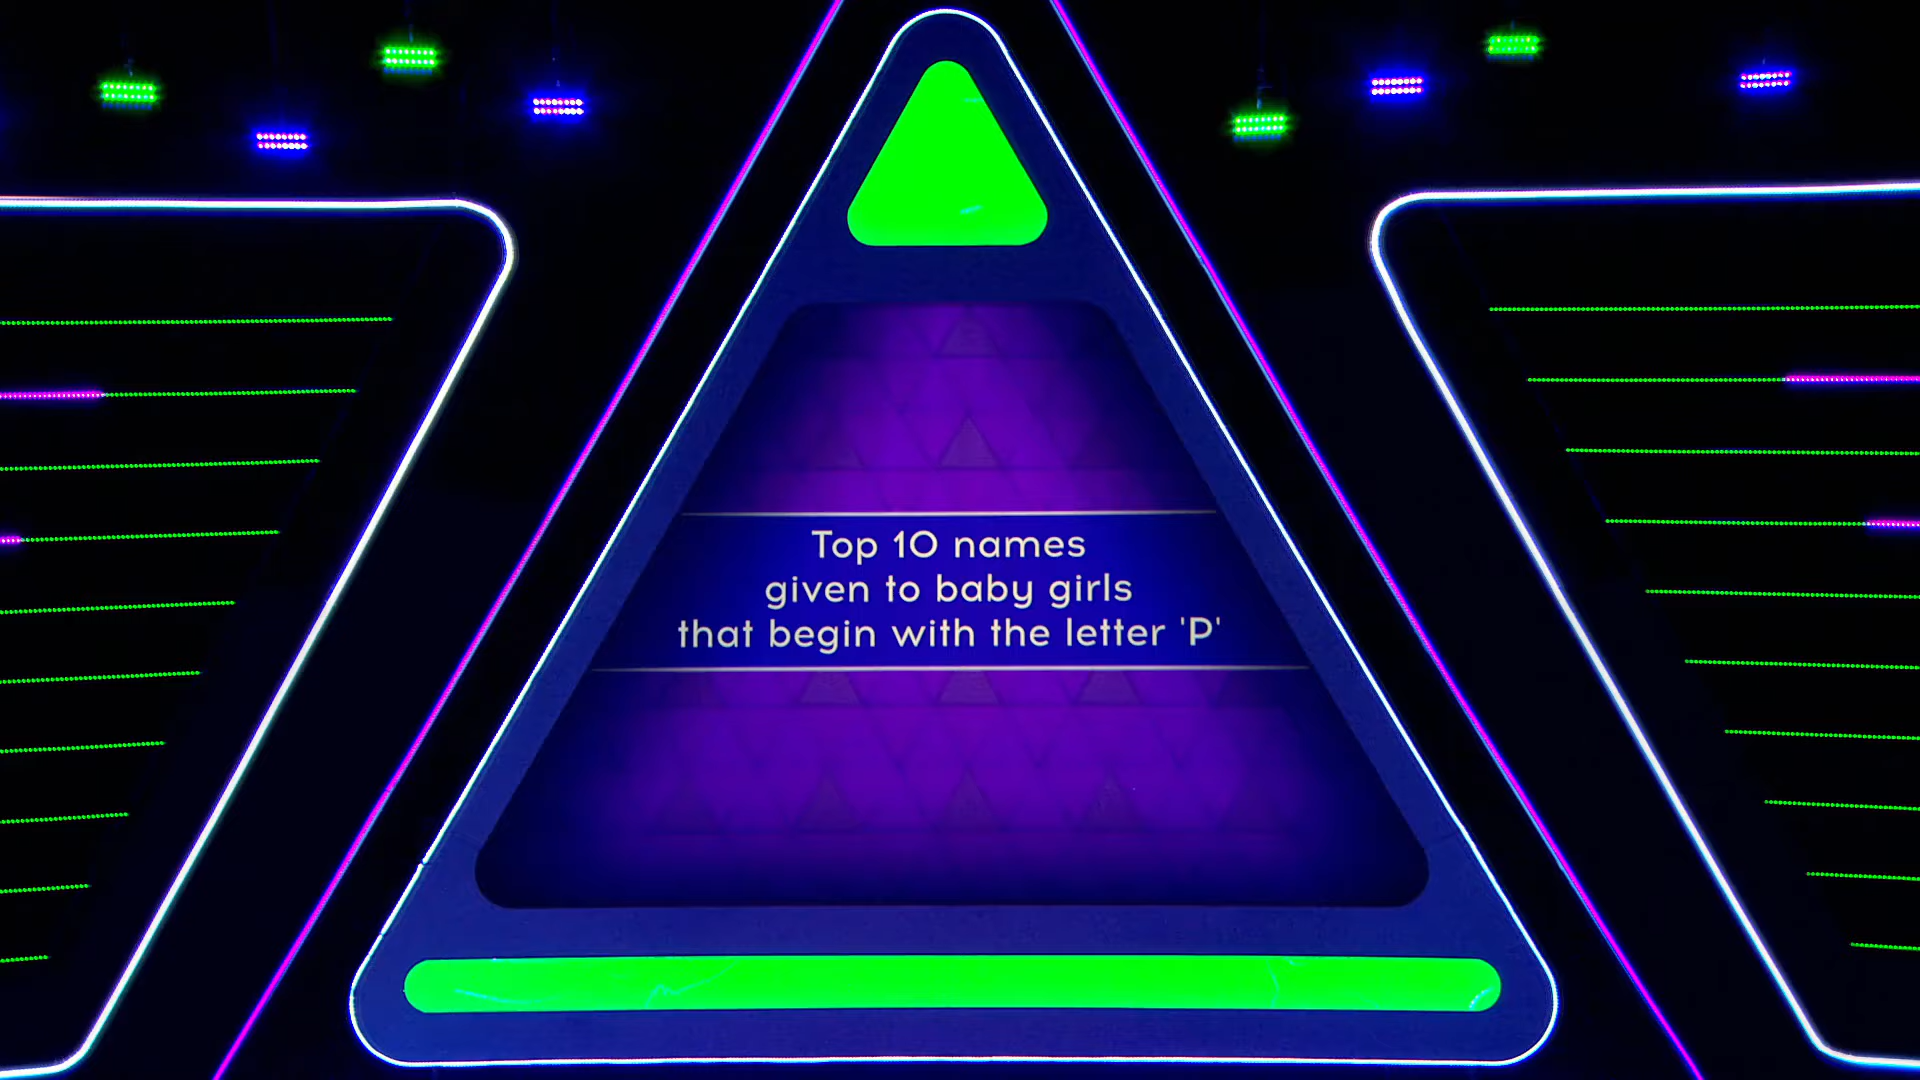 Top 10 names
given to baby girls
that begin with the letter 'P'